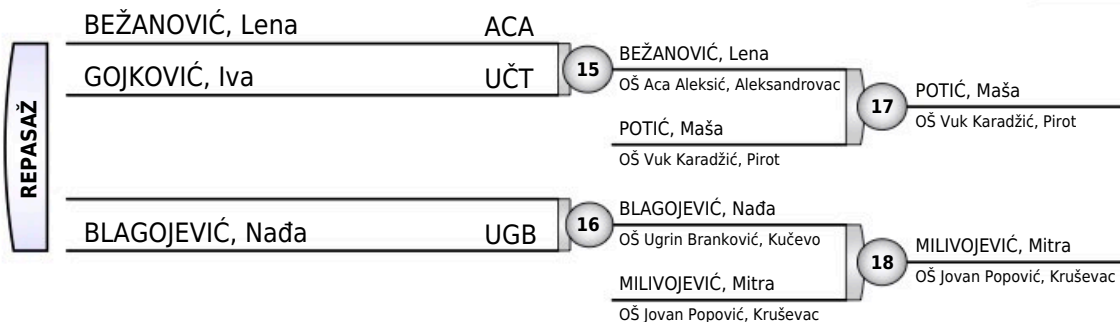 REPASAŽ
BEŽANOVIĆ, Lena ACA
GOJKOVIĆ, Iva UČT
15
BEŽANOVIĆ, Lena
OŠ Aca Aleksić, Aleksandrovac
POTIĆ, Maša
OŠ Vuk Karadžić, Pirot
17
POTIĆ, Maša
OŠ Vuk Karadžić, Pirot
BLAGOJEVIĆ, Nađa UGB
16
BLAGOJEVIĆ, Nađa
OŠ Ugrin Branković, Kučevo
MILIVOJEVIĆ, Mitra
OŠ Jovan Popović, Kruševac
18
MILIVOJEVIĆ, Mitra
OŠ Jovan Popović, Kruševac